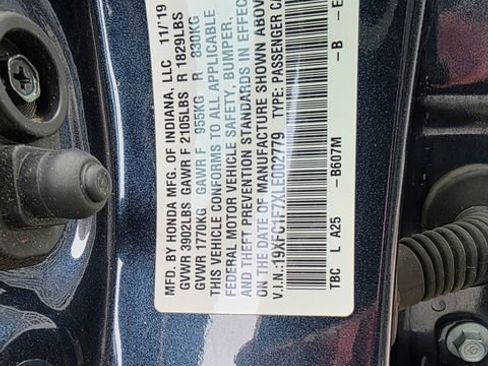 MFD. BY HONDA MFG. OF INDIANA, LLC 11/'19
GVWR 3902LBS GAWR F 2105LBS R 1829LBS
GVWR 1770KG GAWR F 955KG R 830KG
THIS VEHICLE CONFORMS TO ALL APPLICABLE
FEDERAL MOTOR VEHICLE SAFETY, BUMPER,
AND THEFT PREVENTION STANDARDS IN EFFECT
ON THE DATE OF MANUFACTURE SHOWN ABOVE
V.I.N.:19XFC1F7XLE002779 TYPE: PASSENGER CA
TBC L A25 - B607M - B - E